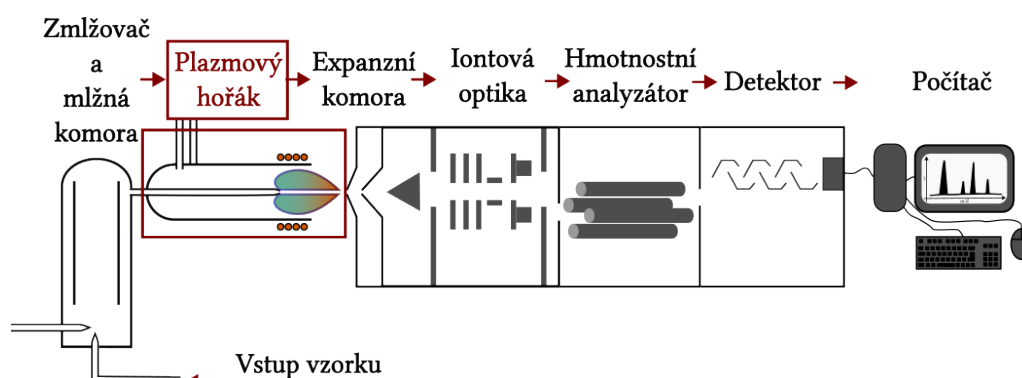 Zmlžovač
a
mlžná
komora
Plazmový
hořák
Expanzní
komora
Iontová
optika
Hmotnostní
analyzátor
Detektor
Počítač
Vstup vzorku